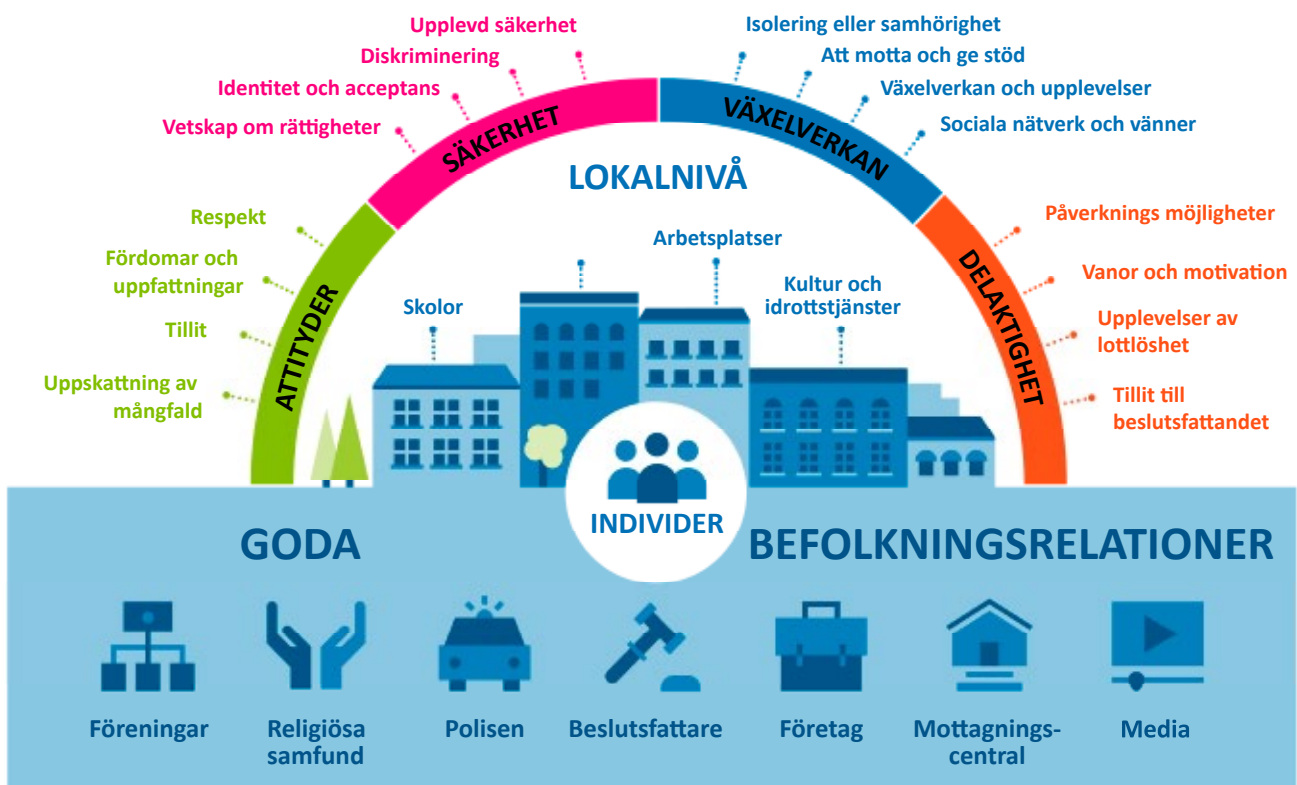 Upplevd säkerhet
Diskriminering
Identitet och acceptans
Vetskap om rättigheter
SÄKERHET
Isolering eller samhörighet
Att motta och ge stöd
Växelverkan och upplevelser
Sociala nätverk och vänner
VÄXELVERKAN
LOKALNIVÅ
Respekt
Fördomar och
uppfattningar
Tillit
Uppskattning av
mångfald
ATTITYDER
Skolor
Arbetsplatser
Kultur och
idrottstjänster
Påverknings möjligheter
Vanor och motivation
Upplevelser av
lottlöshet
Tillit till
beslutsfattandet
DELAKTIGHET
INDIVIDER
GODA BEFOLKNINGSRELATIONER
Föreningar
Religiösa
samfund
Polisen
Beslutsfattare
Företag
Mottagnings-
central
Media